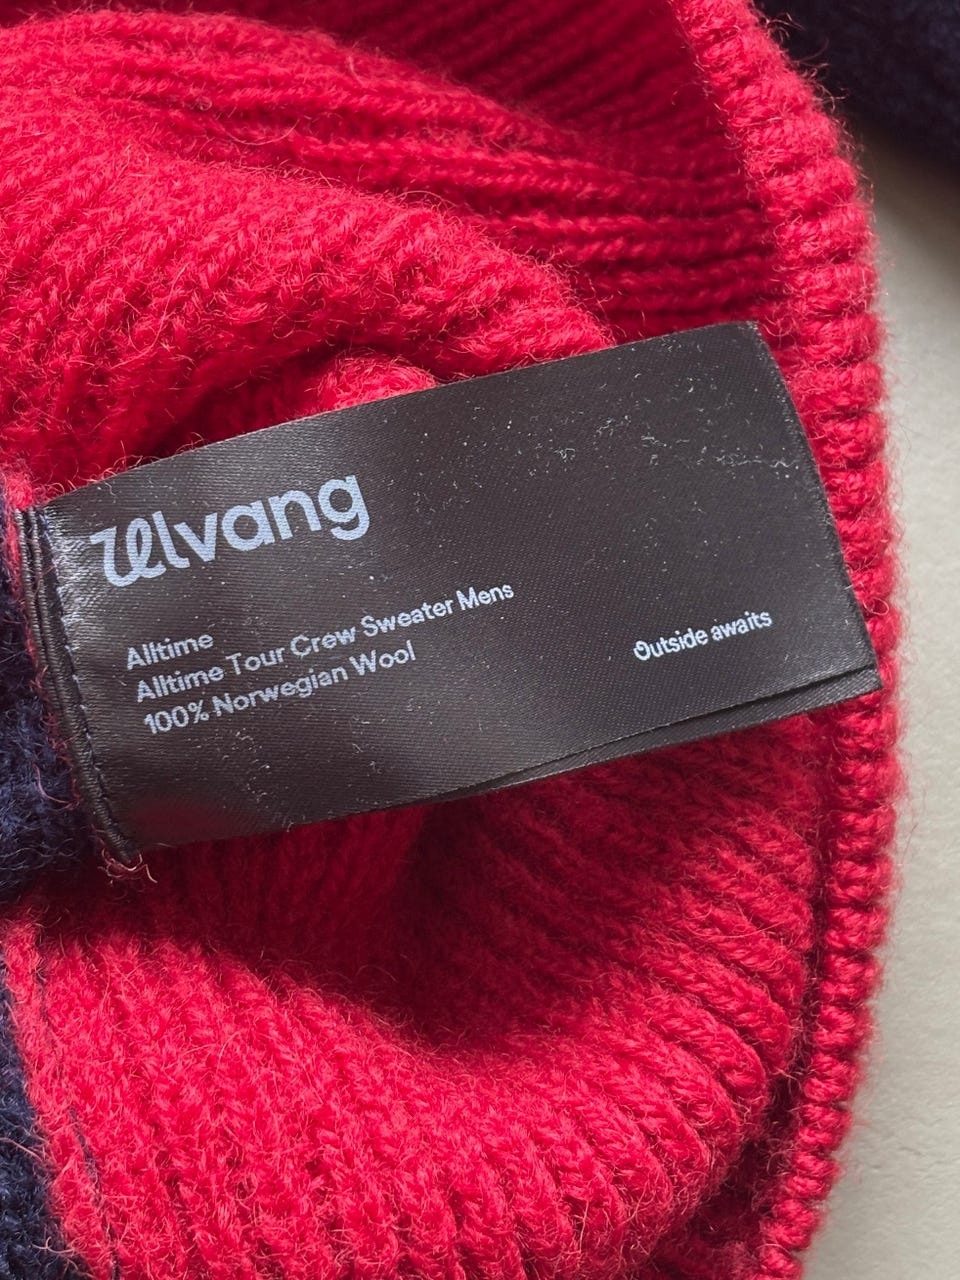 Ulvang
Alltime
Alltime Tour Crew Sweater Mens
100% Norwegian Wool
Outside awaits